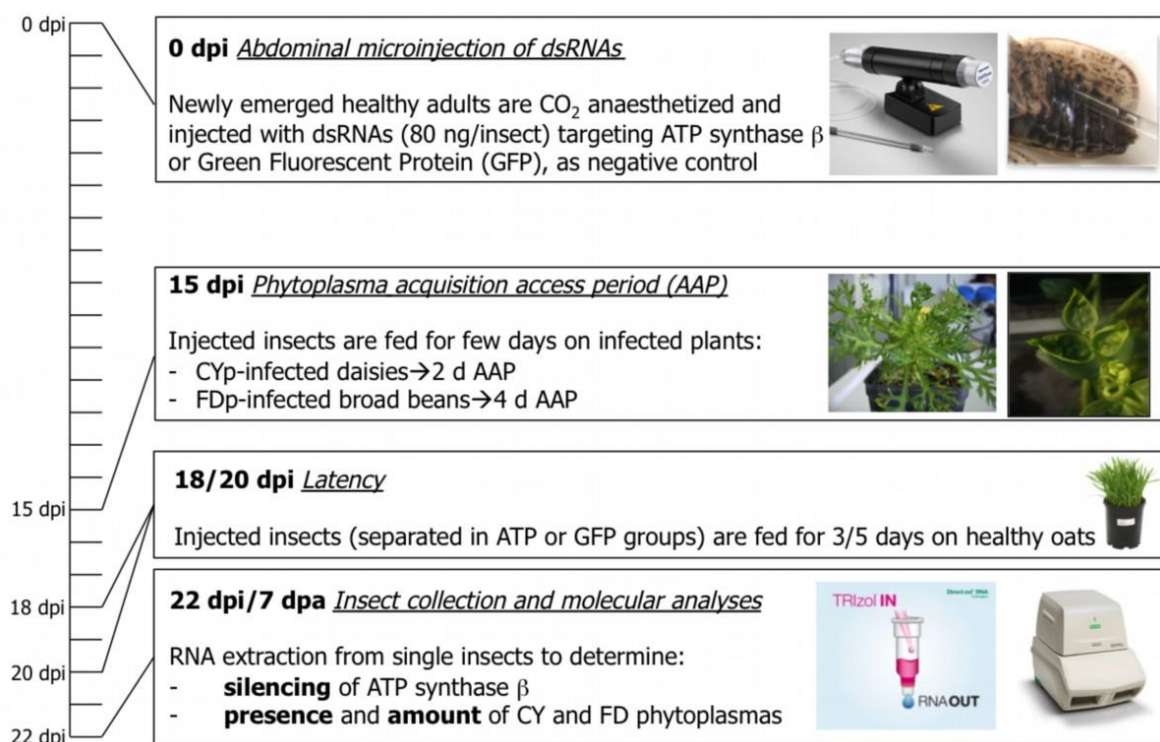 0 dpi
0 dpi Abdominal microinjection of dsRNAs
Newly emerged healthy adults are CO₂ anaesthetized and
injected with dsRNAs (80 ng/insect) targeting ATP synthase β
or Green Fluorescent Protein (GFP), as negative control
15 dpi Phytoplasma acquisition access period (AAP)
Injected insects are fed for few days on infected plants:
- CYp-infected daisies→2 d AAP
- FDp-infected broad beans→4 d AAP
15 dpi
18/20 dpi Latency
Injected insects (separated in ATP or GFP groups) are fed for 3/5 days on healthy oats
18 dpi
22 dpi/7 dpa Insect collection and molecular analyses
RNA extraction from single insects to determine:
- silencing of ATP synthase β
- presence and amount of CY and FD phytoplasmas
TRIzol IN
RNA OUT
20 dpi
22 dpi